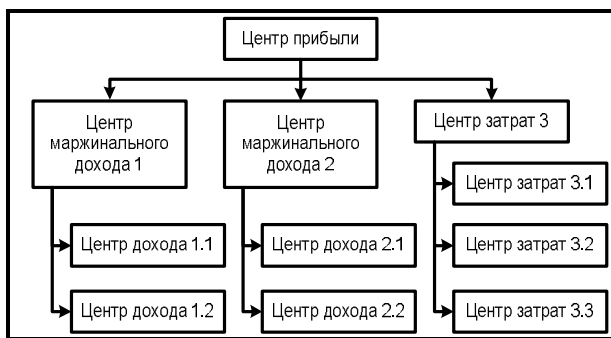 Центр прибыли
Центр
маржинального
дохода 1
Центр
маржинального
дохода 2
Центр затрат 3
Центр дохода 1.1
Центр дохода 1.2
Центр дохода 2.1
Центр дохода 2.2
Центр затрат 3.1
Центр затрат 3.2
Центр затрат 3.3